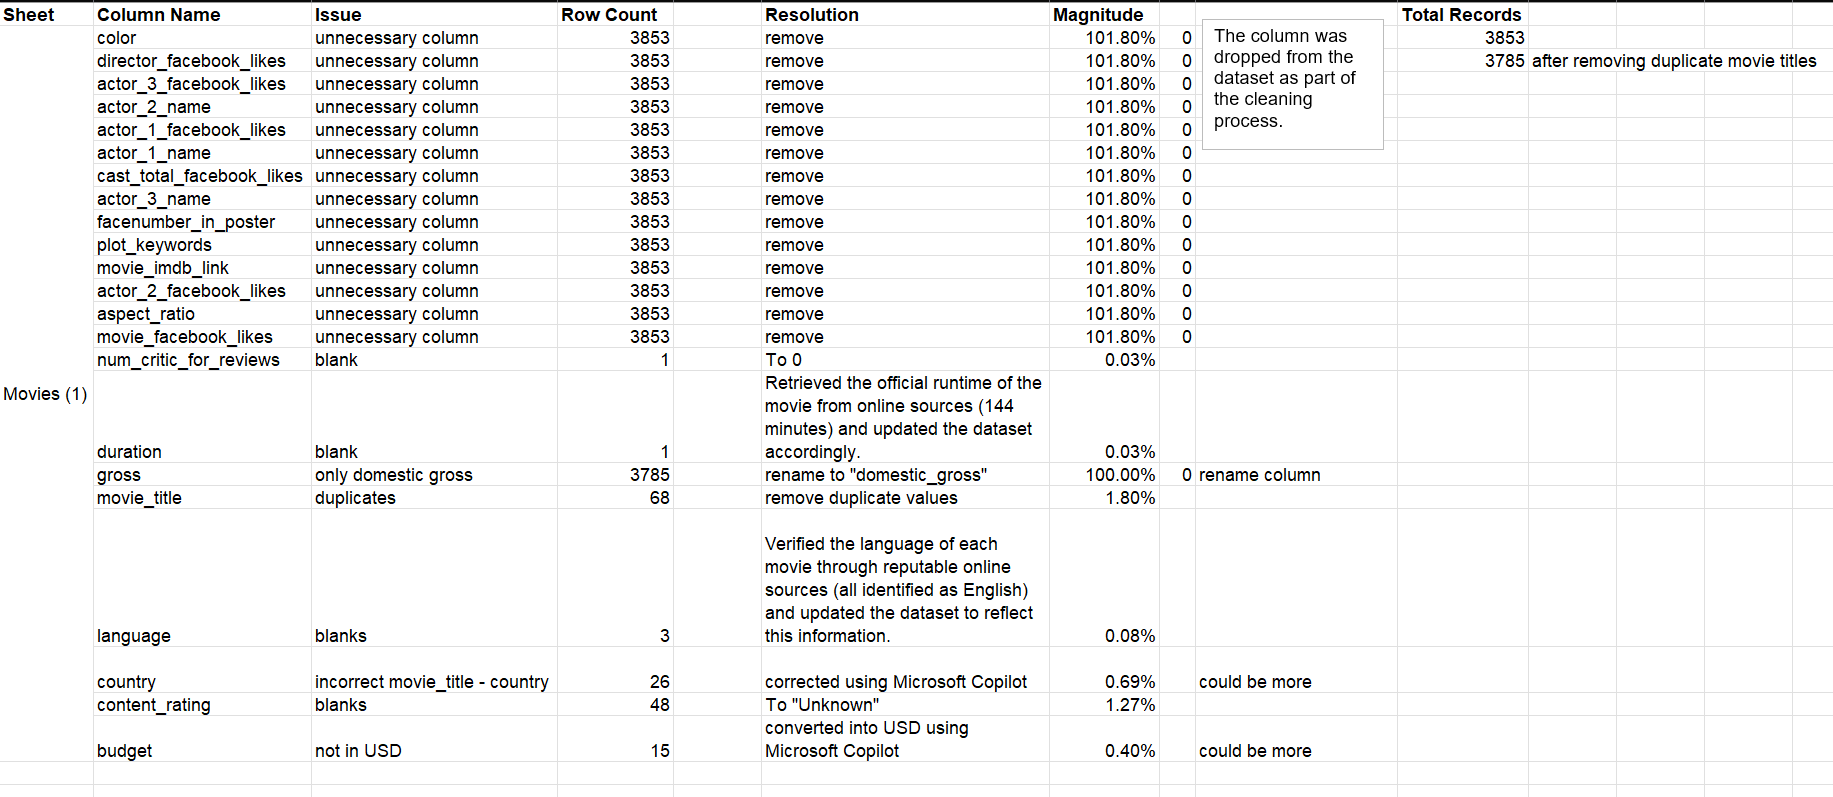 Sheet Column Name Issue Row Count Resolution Magnitude Total Records
color unnecessary column 3853 remove 101.80% 0 The column was 3853
director_facebook_likes unnecessary column 3853 remove 101.80% 0 dropped from the 3785 after removing duplicate movie titles
actor_3_facebook_likes unnecessary column 3853 remove 101.80% 0 dataset as part of
actor_2_name unnecessary column 3853 remove 101.80% 0 the cleaning
actor_1_facebook_likes unnecessary column 3853 remove 101.80% 0 process.
actor_1_name unnecessary column 3853 remove 101.80% 0
cast_total_facebook_likes unnecessary column 3853 remove 101.80% 0
actor_3_name unnecessary column 3853 remove 101.80% 0
facenumber_in_poster unnecessary column 3853 remove 101.80% 0
plot_keywords unnecessary column 3853 remove 101.80% 0
movie_imdb_link unnecessary column 3853 remove 101.80% 0
actor_2_facebook_likes unnecessary column 3853 remove 101.80% 0
aspect_ratio unnecessary column 3853 remove 101.80% 0
movie_facebook_likes unnecessary column 3853 remove 101.80% 0
num_critic_for_reviews blank 1 To 0 0.03%
Retrieved the official runtime of the
Movies (1) movie from online sources (144
minutes) and updated the dataset
duration blank 1 accordingly. 0.03%
gross only domestic gross 3785 rename to "domestic_gross" 100.00% 0 rename column
movie_title duplicates 68 remove duplicate values 1.80%
Verified the language of each
movie through reputable online
sources (all identified as English)
and updated the dataset to reflect
language blanks 3 this information. 0.08%
country incorrect movie_title - country 26 corrected using Microsoft Copilot 0.69% could be more
content_rating blanks 48 To "Unknown" 1.27%
converted into USD using
budget not in USD 15 Microsoft Copilot 0.40% could be more